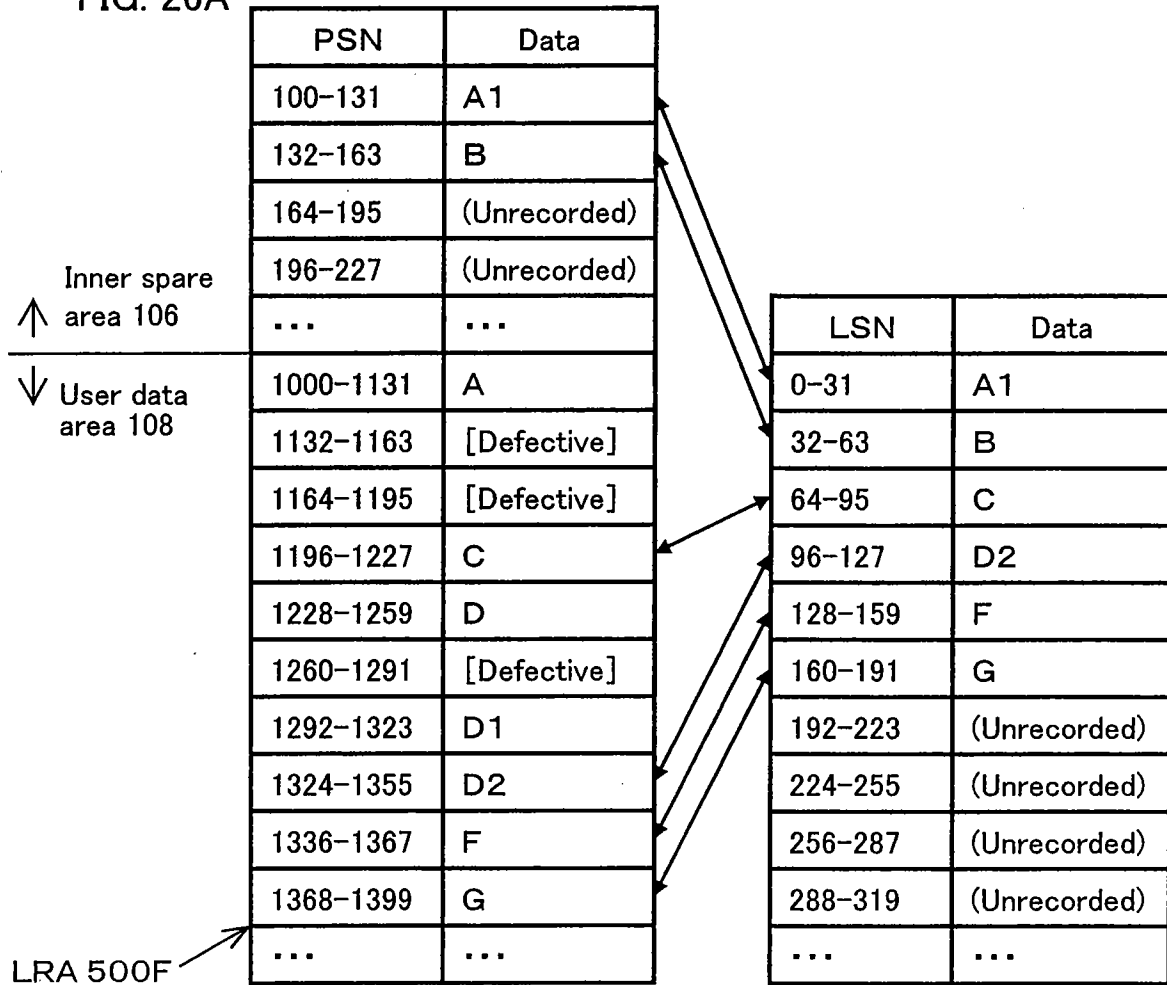 FIG. 20A
PSN Data
100-131 A1
132-163 B
164-195 (Unrecorded)
196-227 (Unrecorded)
... ...
Inner spare
area 106
User data
area 108
1000-1131 A
1132-1163 [Defective]
1164-1195 [Defective]
1196-1227 C
1228-1259 D
1260-1291 [Defective]
1292-1323 D1
1324-1355 D2
1336-1367 F
1368-1399 G
... ...
LRA 500F
LSN Data
0-31 A1
32-63 B
64-95 C
96-127 D2
128-159 F
160-191 G
192-223 (Unrecorded)
224-255 (Unrecorded)
256-287 (Unrecorded)
288-319 (Unrecorded)
... ...